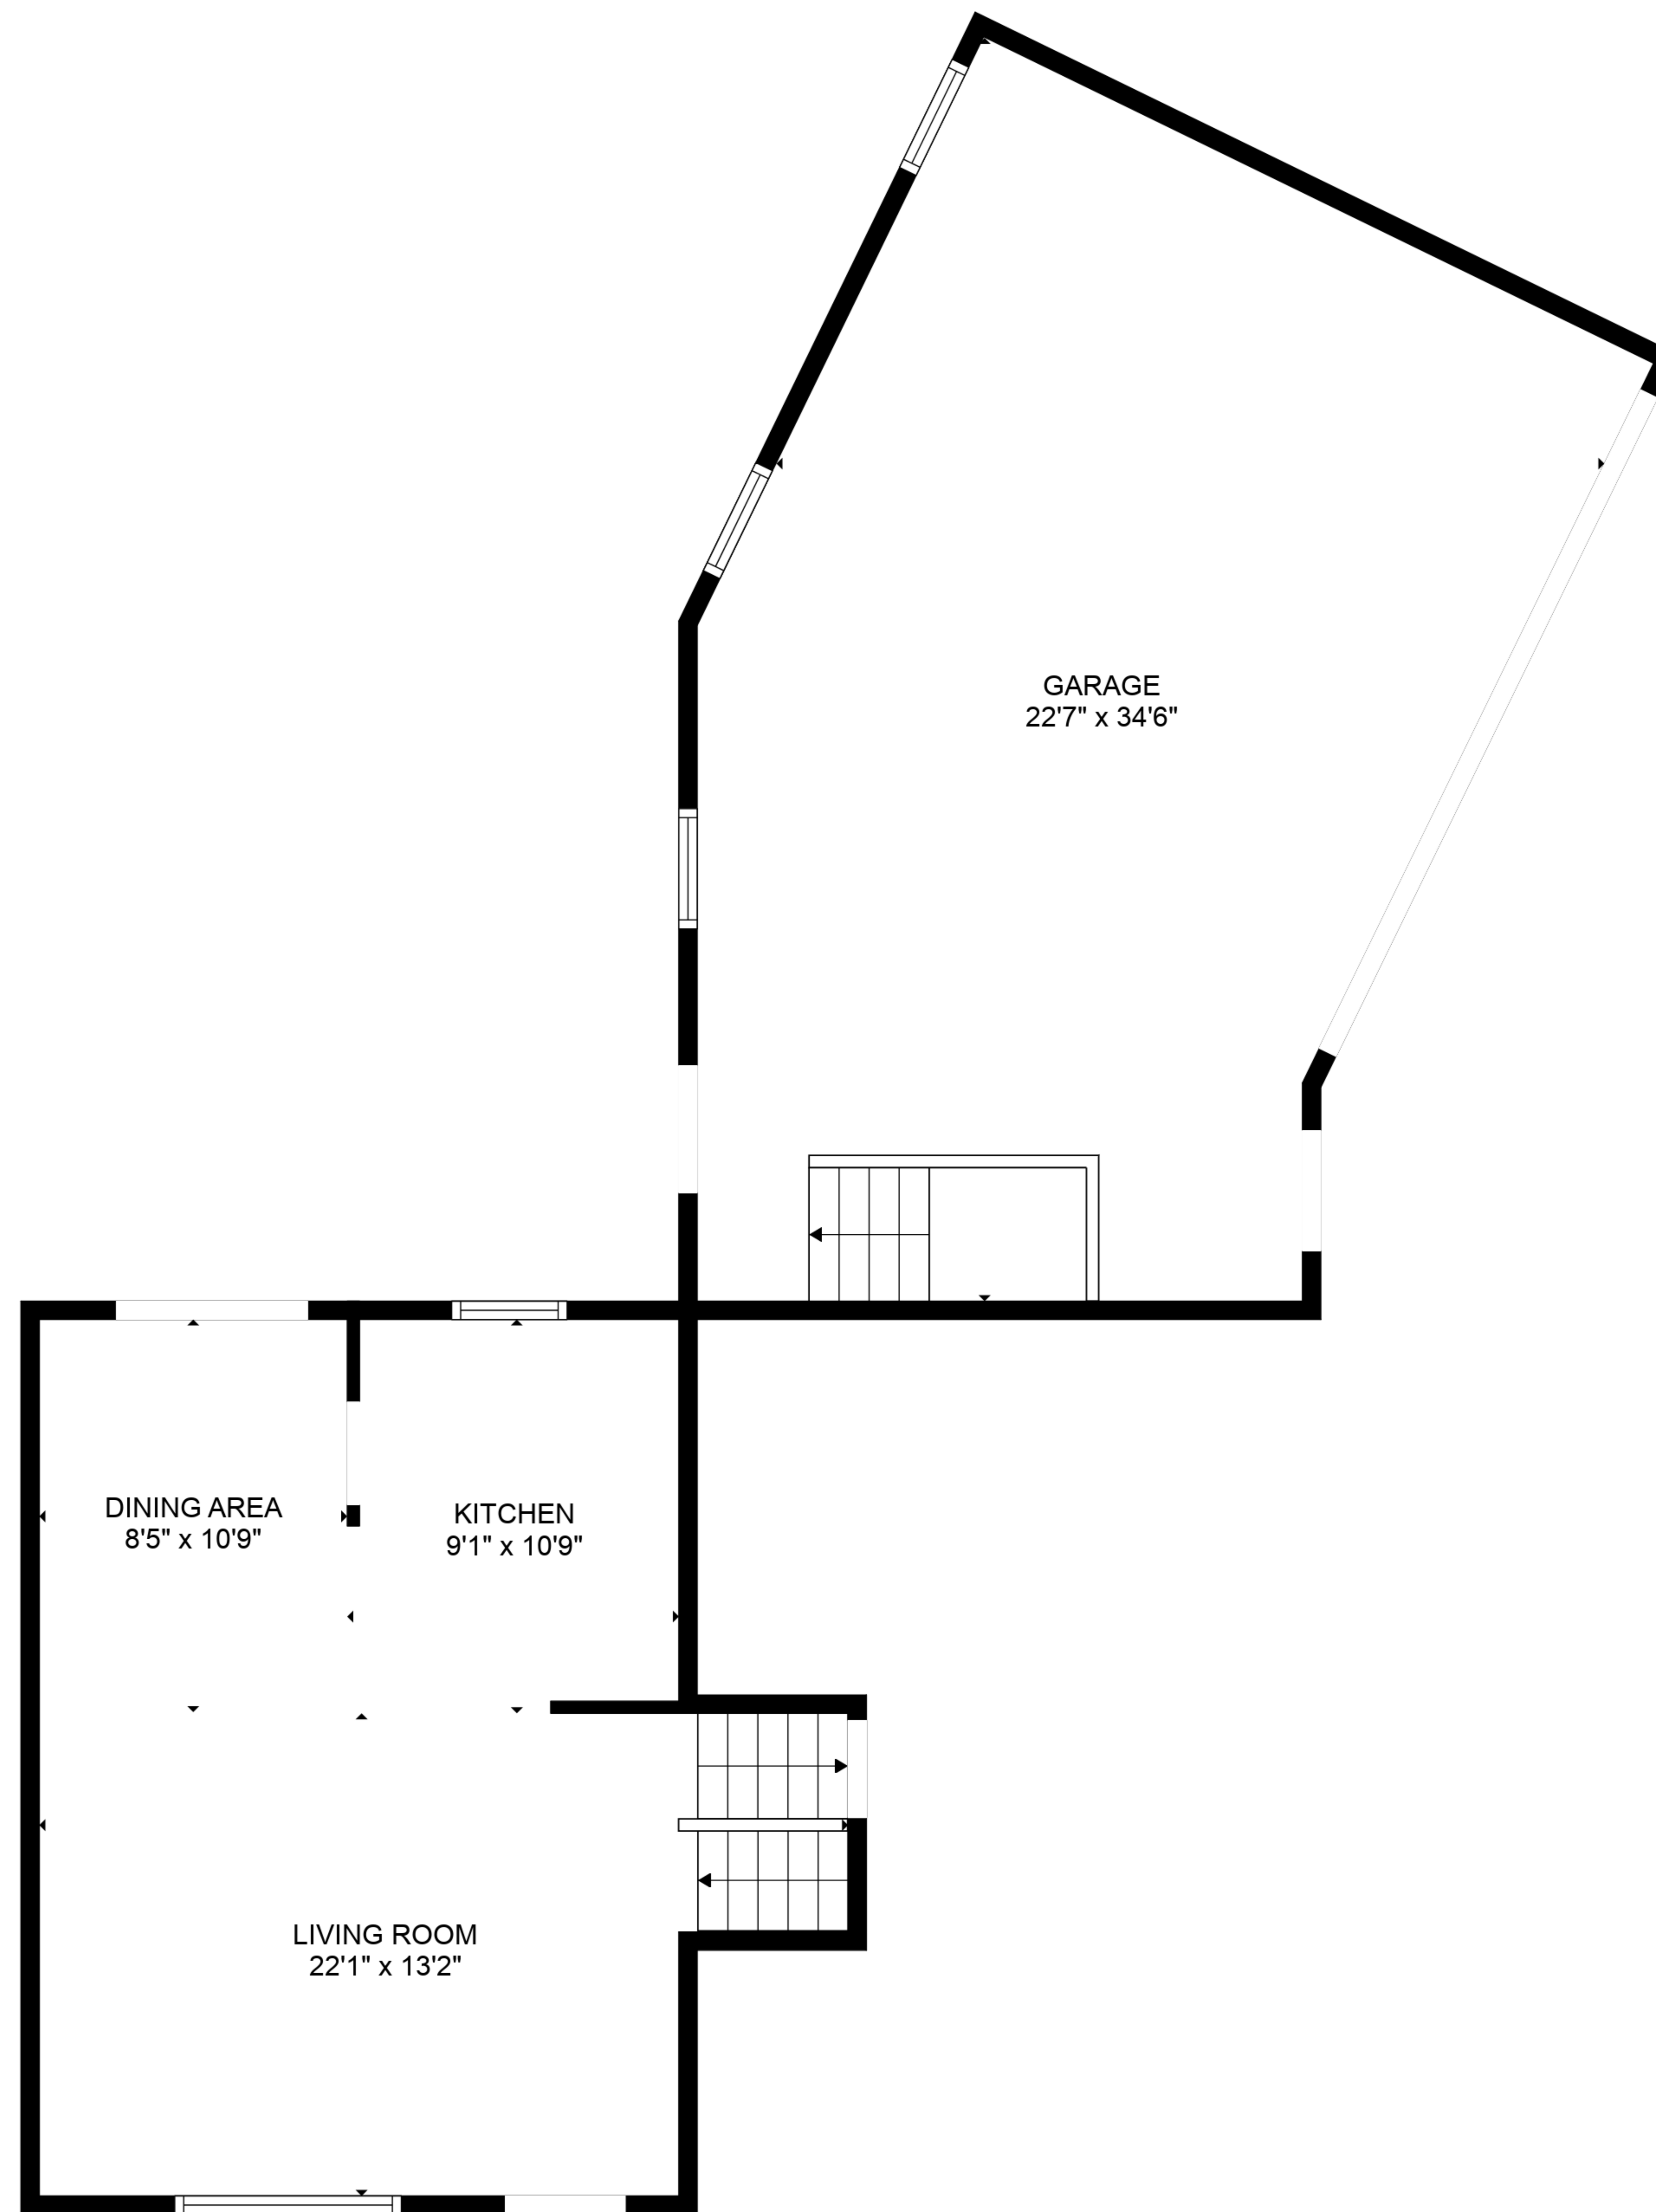 GARAGE
22'7" x 34'6"
DINING AREA
8'5" x 10'9"
KITCHEN
9'1" x 10'9"
LIVING ROOM
22'1" x 13'2"